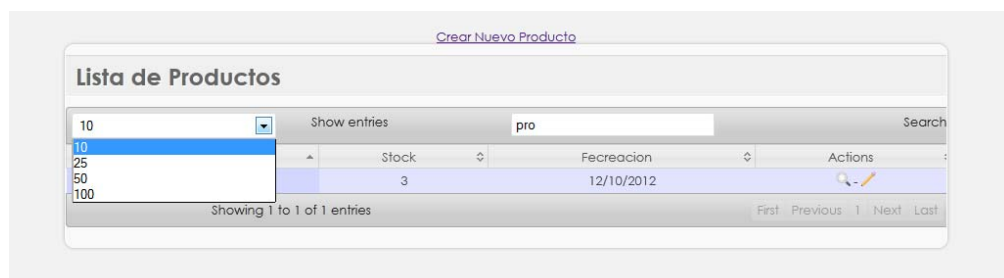 Crear Nuevo Producto
Lista de Productos
10 Show entries pro Search
10
25
50
100
Stock Fecreacion Actions
3 12/10/2012 -
Showing 1 to 1 of 1 entries First Previous 1 Next Last